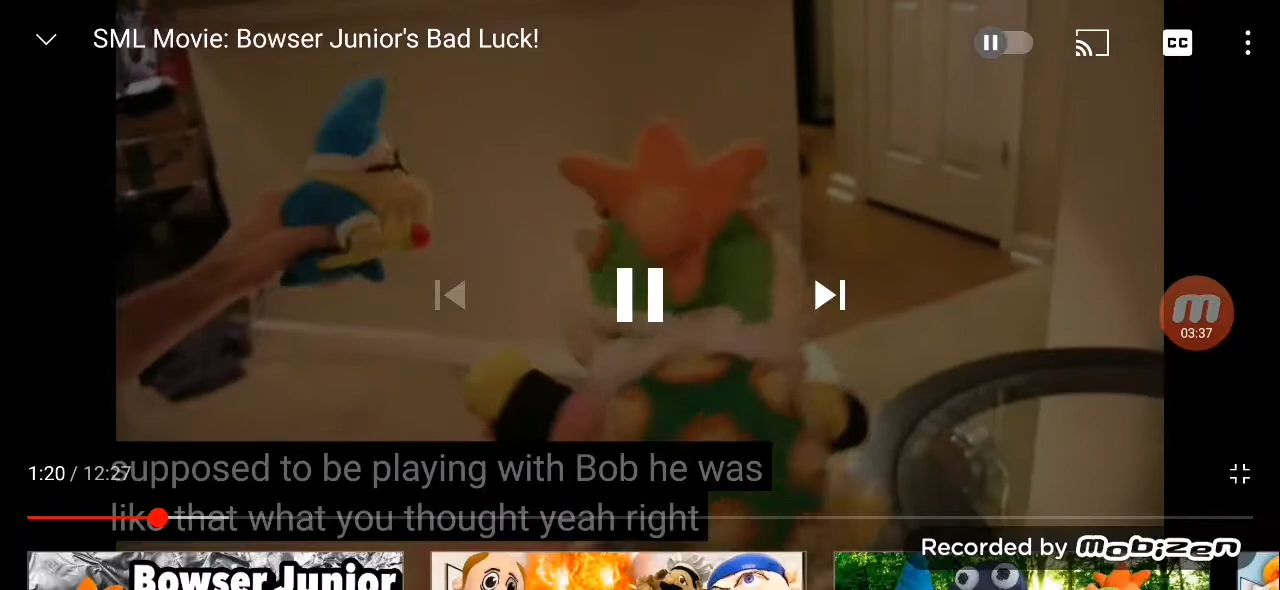 SML Movie: Bowser Junior's Bad Luck!
CC
m
03:37
1:20 / 12:27
supposed to be playing with Bob he was
like that what you thought yeah right
Recorded by mobizen
Bowser Junior